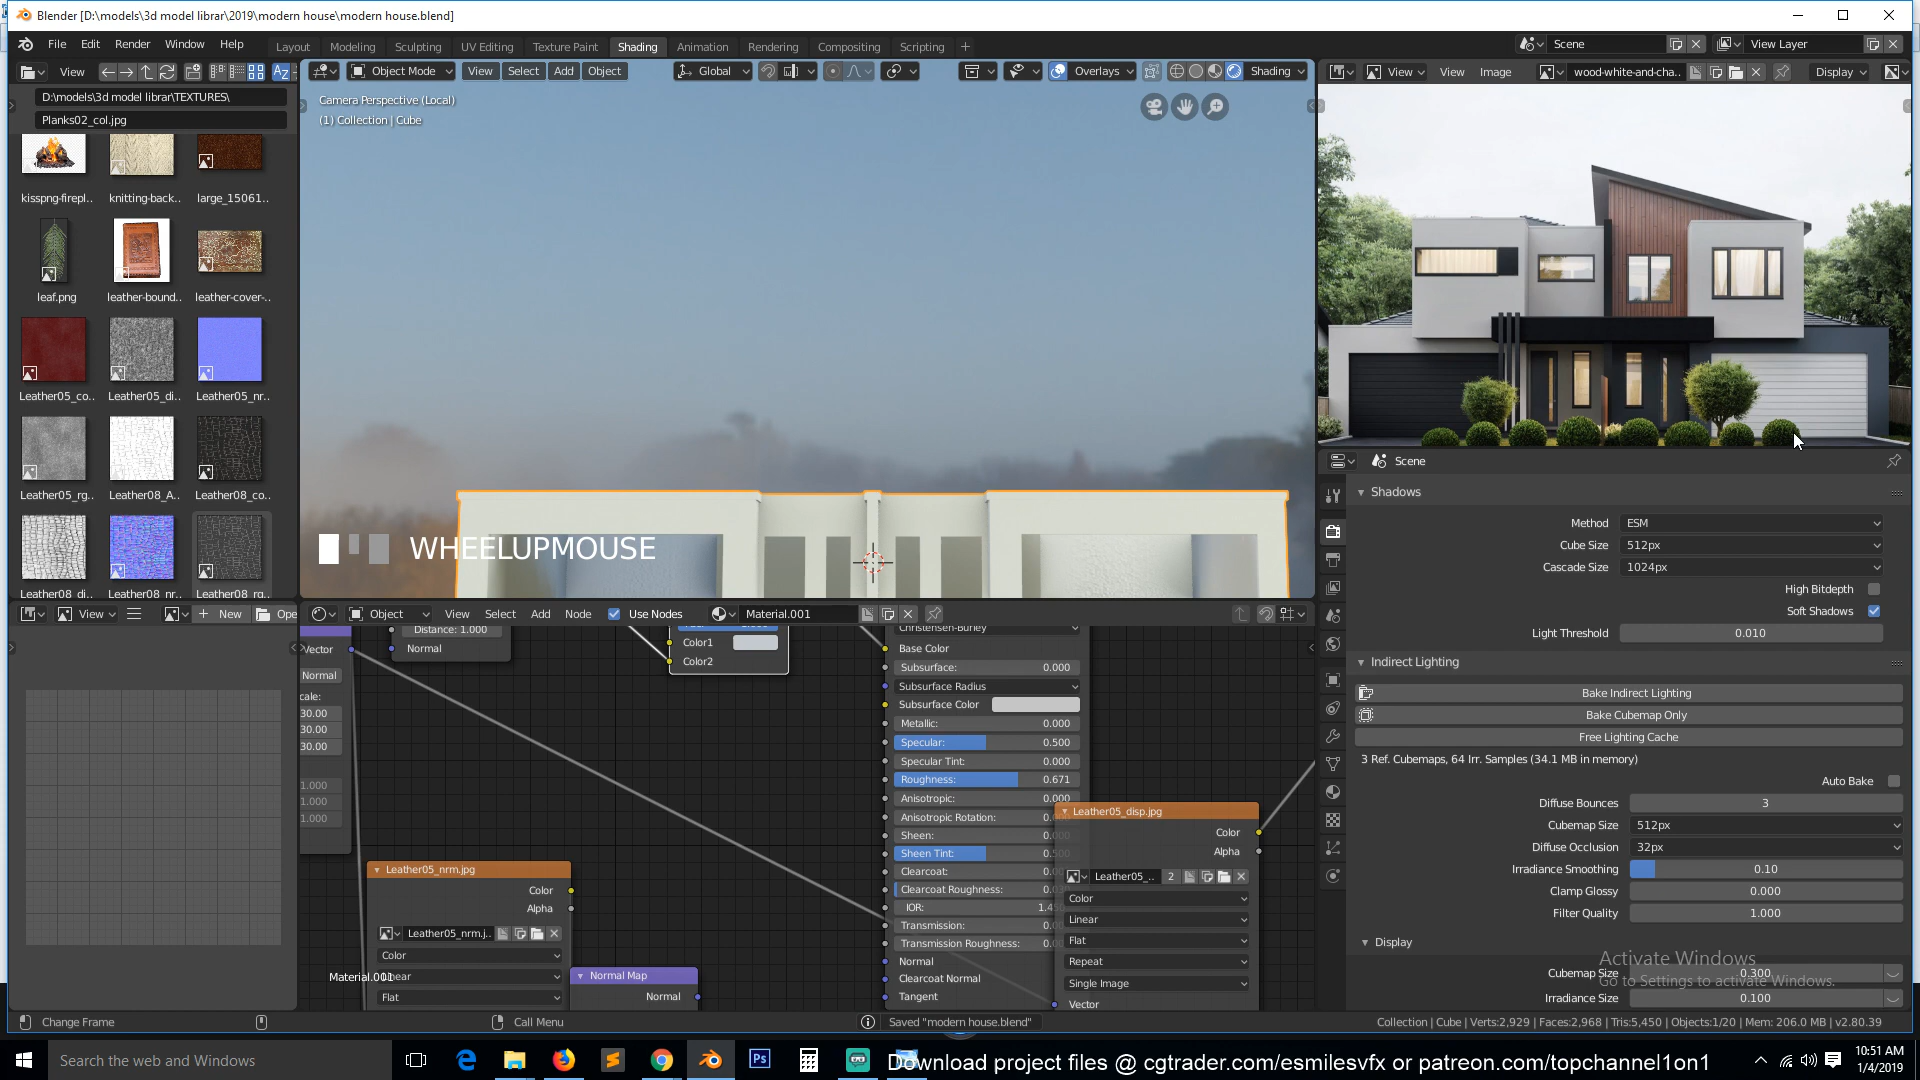 Blender [D:\models\3d model librar\2019\modern house\modern house.blend]
File Edit Render Window Help Layout Modeling Sculpting UV Editing Texture Paint Shading Animation Rendering Compositing Scripting + Scene View Layer
View Object Mode View Select Add Object Global Overlays Shading View View Image wood-white-and-cha.. Display
D:\models\3d model librar\TEXTURES\
Planks02_col.jpg
Camera Perspective (Local)
(1) Collection | Cube
kisspng-firepl.. knitting-back.. large_15061..
leaf.png leather-bound.. leather-cover-..
Leather05_co.. Leather05_di.. Leather05_nr..
Leather05_rg.. Leather08_A.. Leather08_co..
Leather08_di.. Leather08_nr.. Leather08_rg..
WHEELUPMOUSE
View + New Ope
Object View Select Add Node Use Nodes Material.001
Distance: 1.000
Normal
Vector
Normal
cale:
30.00
30.00
30.00
1.000
1.000
1.000
Color1
Color2
Christensen-Burley
Base Color
Subsurface: 0.000
Subsurface Radius
Subsurface Color
Metallic: 0.000
Specular: 0.500
Specular Tint: 0.000
Roughness: 0.671
Anisotropic: 0.000
Anisotropic Rotation:
Sheen:
Sheen Tint:
Clearcoat:
Clearcoat Roughness:
IOR:
Transmission:
Transmission Roughness:
Normal
Clearcoat Normal
Tangent
Leather05_disp.jpg
Color
Alpha
Leather05_.. 2
Color
Linear
Flat
Repeat
Single Image
Vector
Leather05_nrm.jpg
Color
Alpha
Leather05_nrm.j..
Color
Linear
Flat
Material.001
Normal Map
Normal
Scene
Shadows
Method ESM
Cube Size 512px
Cascade Size 1024px
High Bitdepth
Soft Shadows
Light Threshold 0.010
Indirect Lighting
Bake Indirect Lighting
Bake Cubemap Only
Free Lighting Cache
3 Ref. Cubemaps, 64 Irr. Samples (34.1 MB in memory)
Auto Bake
Diffuse Bounces 3
Cubemap Size 512px
Diffuse Occlusion 32px
Irradiance Smoothing 0.10
Clamp Glossy 0.000
Filter Quality 1.000
Display
Activate Windows
Cubemap Size 0.300
Go to Settings to activate Windows.
Irradiance Size 0.100
Change Frame Call Menu Saved "modern house.blend" Collection | Cube | Verts:2,929 | Faces:2,968 | Tris:5,450 | Objects:1/20 | Mem: 206.0 MB | v2.80.39
Search the web and Windows
Download project files @ cgtrader.com/esmilesvfx or patreon.com/topchannel1on1
10:51 AM
1/4/2019